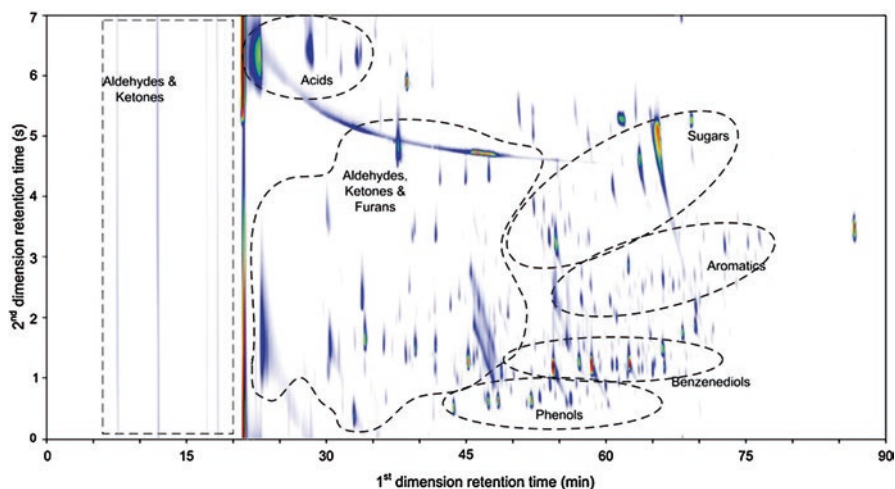 7
6
5
4
3
2
1
0
2nd dimension retention time (s)
Aldehydes &
Ketones
Acids
Aldehydes,
Ketones &
Furans
Sugars
Aromatics
Benzenediols
Phenols
0
15
30
45
60
75
90
1st dimension retention time (min)